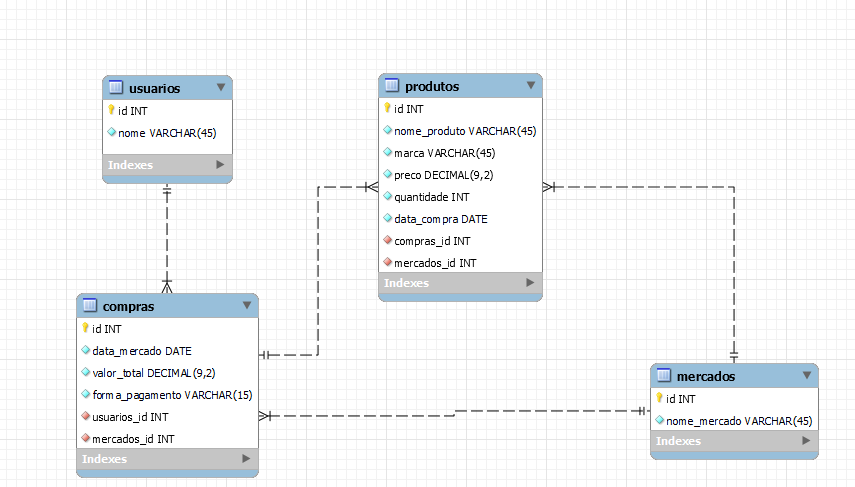 usuarios
id INT
nome VARCHAR(45)
Indexes
produtos
id INT
nome_produto VARCHAR(45)
marca VARCHAR(45)
preco DECIMAL(9,2)
quantidade INT
data_compra DATE
compras_id INT
mercados_id INT
Indexes
compras
id INT
data_mercado DATE
valor_total DECIMAL(9,2)
forma_pagamento VARCHAR(15)
usuarios_id INT
mercados_id INT
Indexes
mercados
id INT
nome_mercado VARCHAR(45)
Indexes